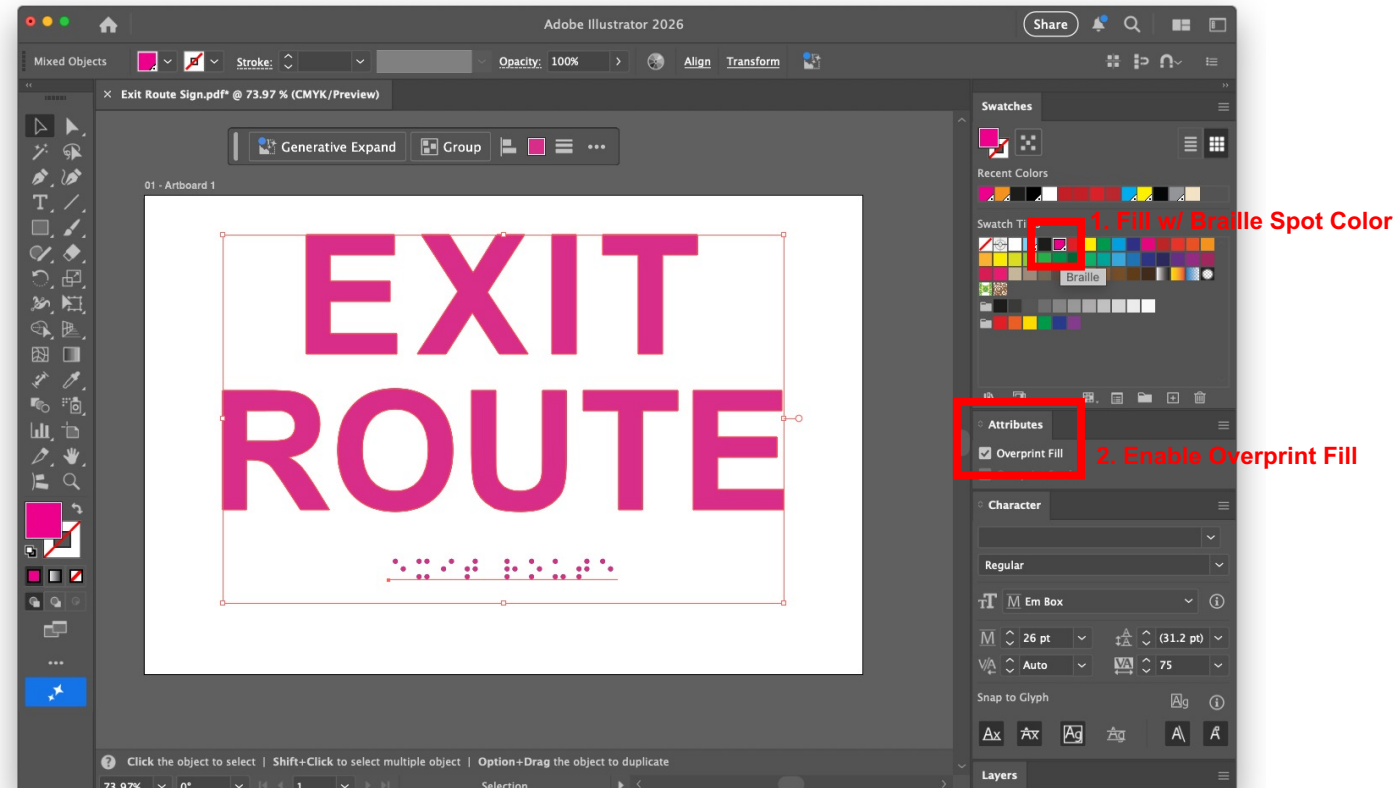 Adobe Illustrator 2026
Share
Mixed Objects
Stroke:
Opacity: 100%
Align
Transform
× Exit Route Sign.pdf* @ 73.97 % (CMYK/Preview)
Generative Expand
Group
01 - Artboard 1
EXIT
ROUTE
⠑⠭⠊⠞ ⠗⠕⠥⠞⠑
Swatches
Recent Colors
1. Fill w/ Braille Spot Color
Braille
Attributes
Overprint Fill
2. Enable Overprint Fill
Character
Regular
Em Box
26 pt
(31.2 pt)
Auto
75
Snap to Glyph
Layers
Click the object to select | Shift+Click to select multiple object | Option+Drag the object to duplicate
73.97%
0°
1
Selection